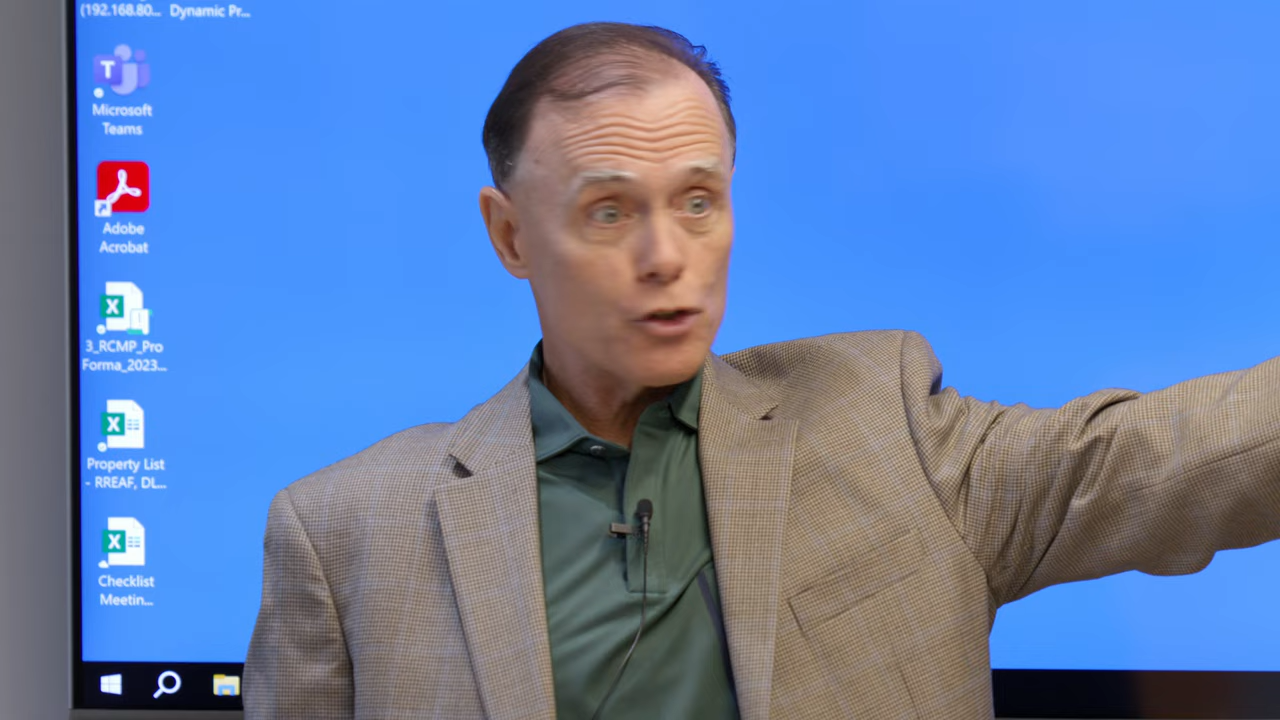 (192.168.80... Dynamic Pr...
T
Microsoft
Teams
Adobe
Acrobat
X
3_RCMP_Pro
Forma_2023...
X
Property List
- RREAF, DL...
X
Checklist
Meetin...